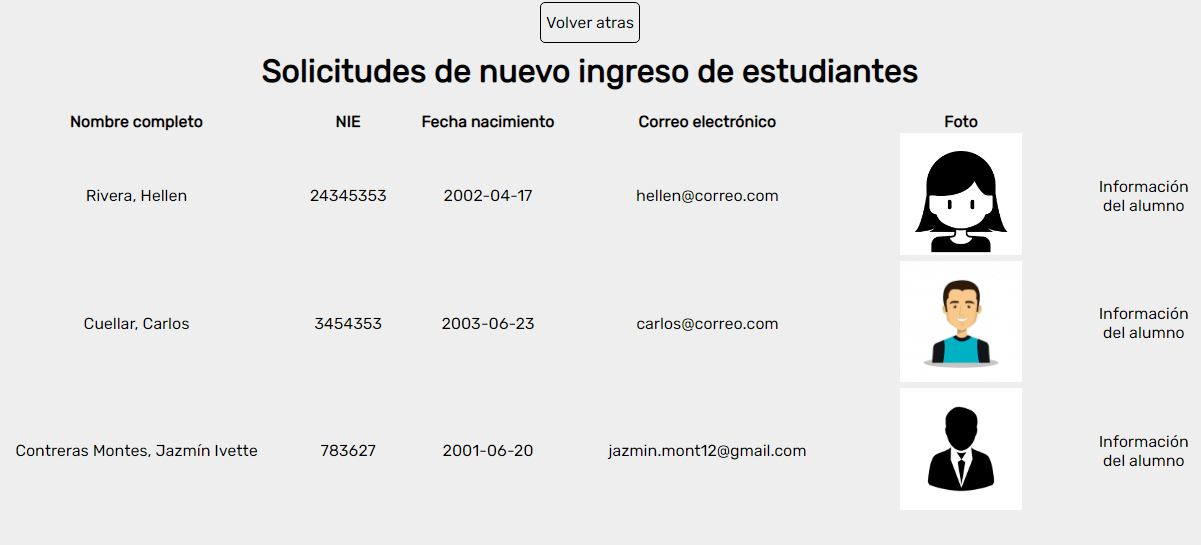 Volver atras
Solicitudes de nuevo ingreso de estudiantes
Nombre completo NIE Fecha nacimiento Correo electrónico Foto
Rivera, Hellen 24345353 2002-04-17 hellen@correo.com Información
del alumno
Cuellar, Carlos 3454353 2003-06-23 carlos@correo.com Información
del alumno
Contreras Montes, Jazmín Ivette 783627 2001-06-20 jazmin.mont12@gmail.com Información
del alumno